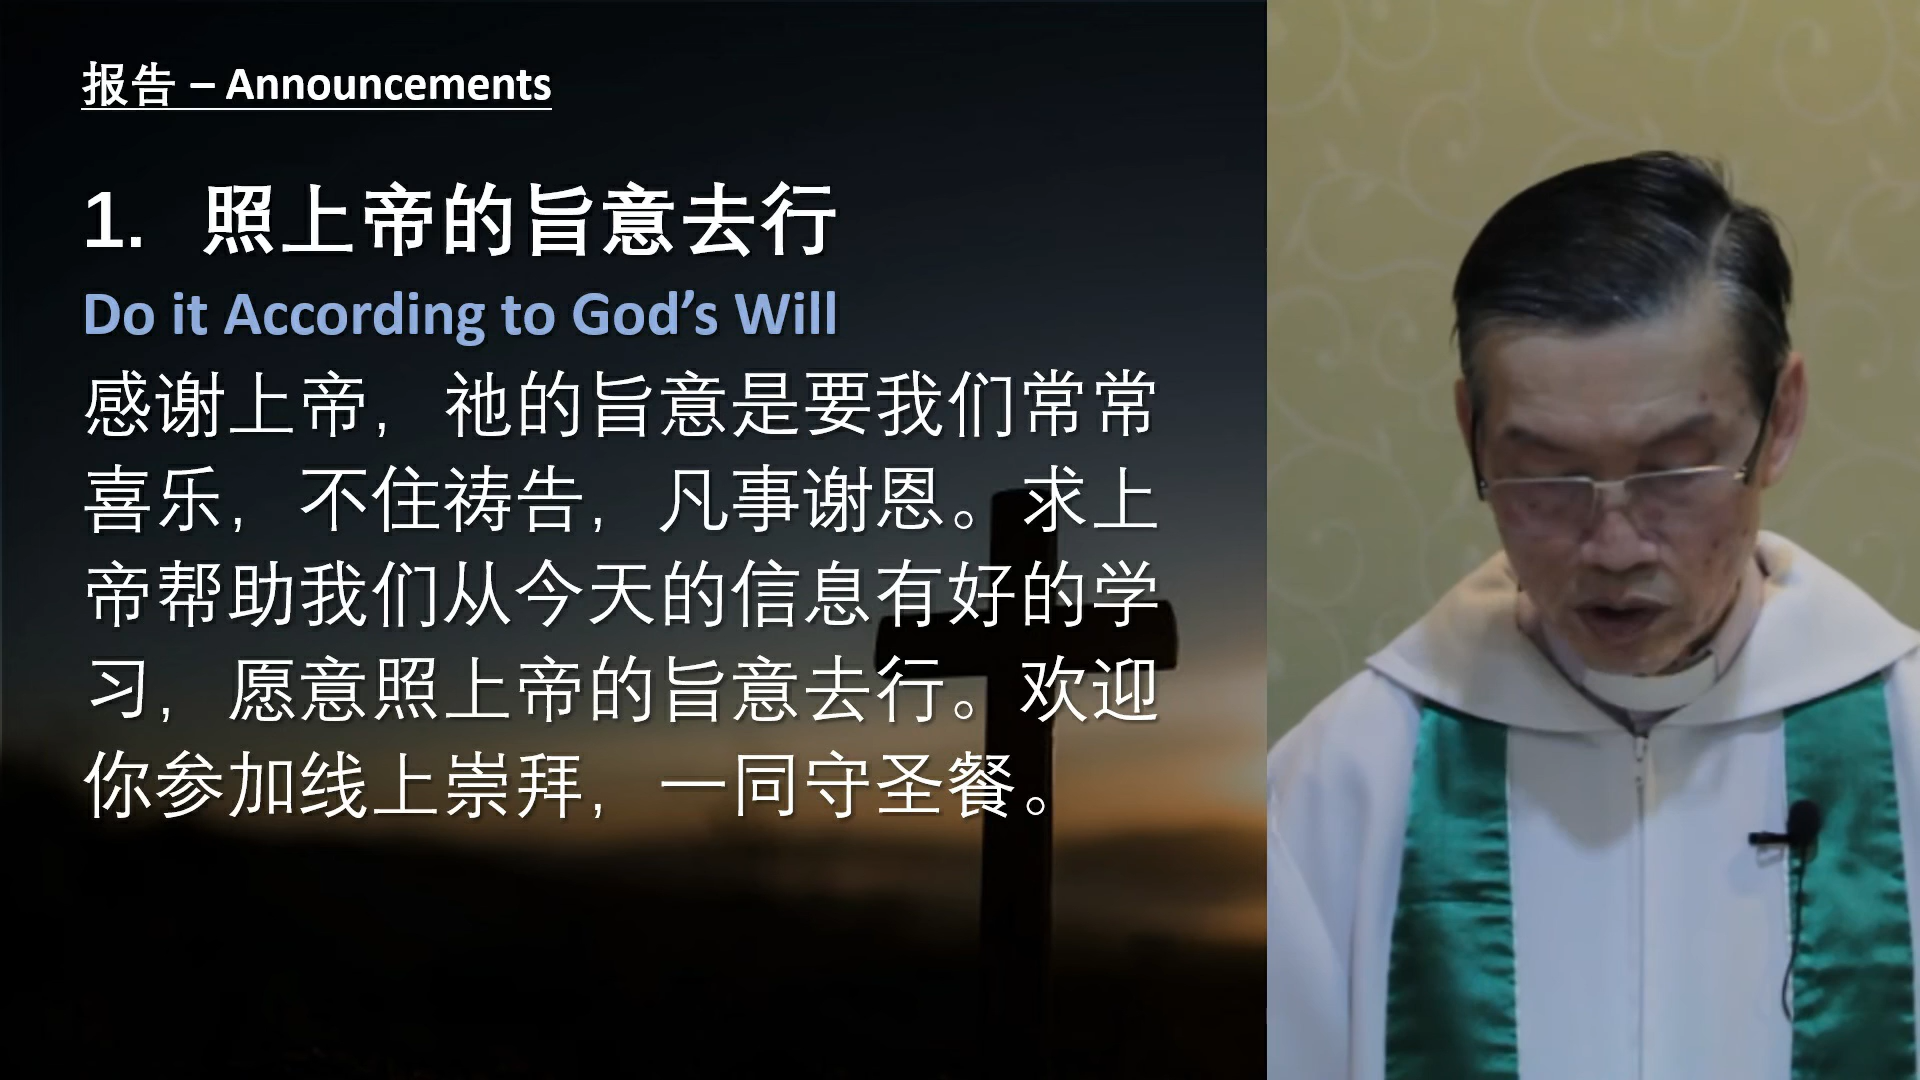 报告 – Announcements
1. 照上帝的旨意去行
Do it According to God’s Will
感谢上帝，祂的旨意是要我们常常
喜乐，不住祷告，凡事谢恩。求上
帝帮助我们从今天的信息有好的学
习，愿意照上帝的旨意去行。欢迎
你参加线上崇拜，一同守圣餐。